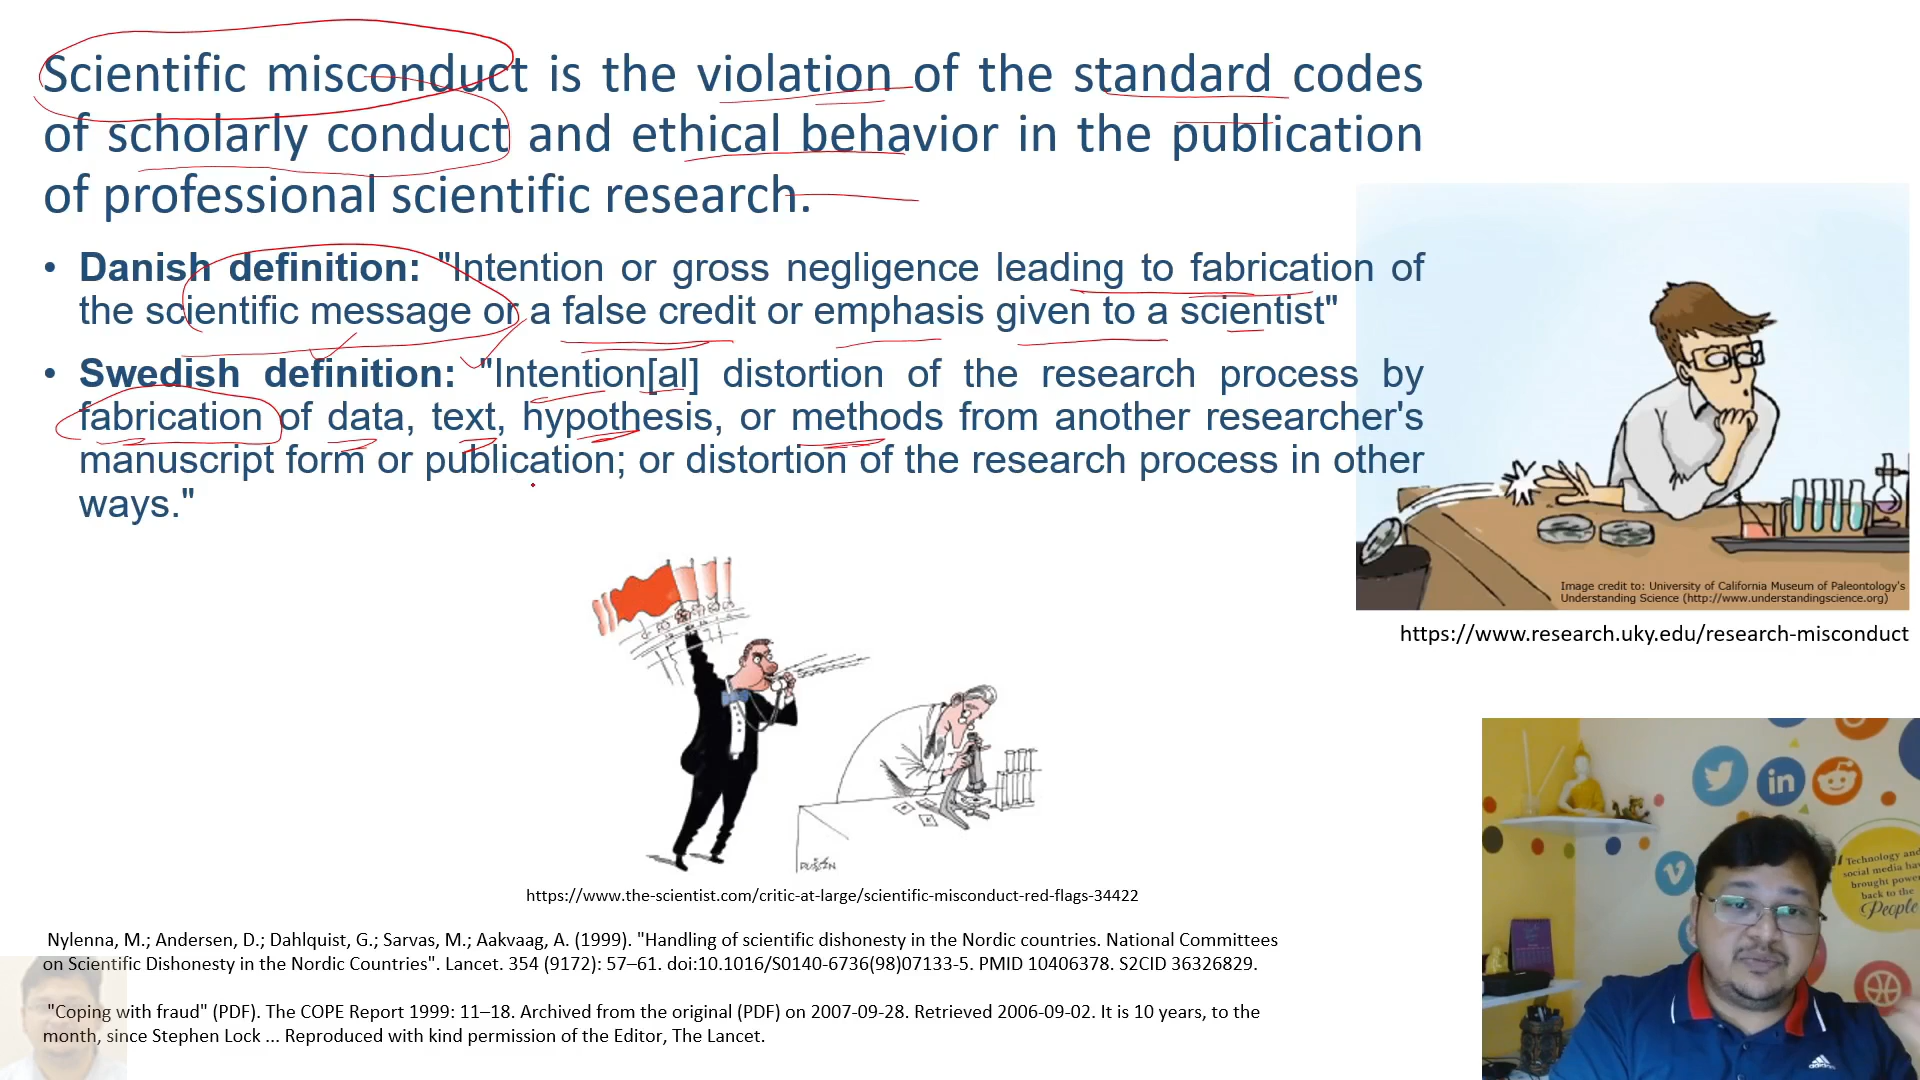 Scientific misconduct is the violation of the standard codes
of scholarly conduct and ethical behavior in the publication
of professional scientific research.
• Danish definition: "Intention or gross negligence leading to fabrication of
the scientific message or a false credit or emphasis given to a scientist"
• Swedish definition: "Intention[al] distortion of the research process by
fabrication of data, text, hypothesis, or methods from another researcher's
manuscript form or publication; or distortion of the research process in other
ways."
Image credit to: University of California Museum of Paleontology's
Understanding Science (http://www.understandingscience.org)
https://www.research.uky.edu/research-misconduct
https://www.the-scientist.com/critic-at-large/scientific-misconduct-red-flags-34422
Nylenna, M.; Andersen, D.; Dahlquist, G.; Sarvas, M.; Aakvaag, A. (1999). "Handling of scientific dishonesty in the Nordic countries. National Committees
on Scientific Dishonesty in the Nordic Countries". Lancet. 354 (9172): 57–61. doi:10.1016/S0140-6736(98)07133-5. PMID 10406378. S2CID 36326829.
"Coping with fraud" (PDF). The COPE Report 1999: 11–18. Archived from the original (PDF) on 2007-09-28. Retrieved 2006-09-02. It is 10 years, to the
month, since Stephen Lock ... Reproduced with kind permission of the Editor, The Lancet.
in
Technology and
social media
brought power
back to the
People
adidas